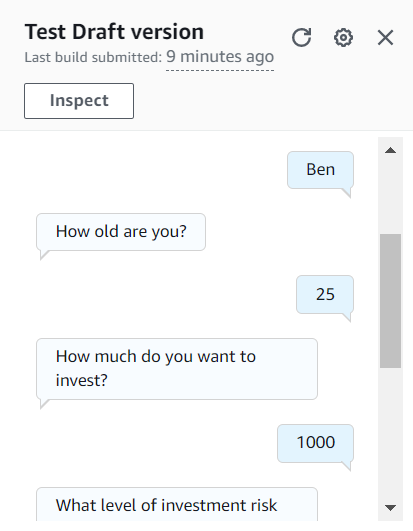 Test Draft version
Last build submitted: 9 minutes ago
Inspect
Ben
How old are you?
25
How much do you want to
invest?
1000
What level of investment risk